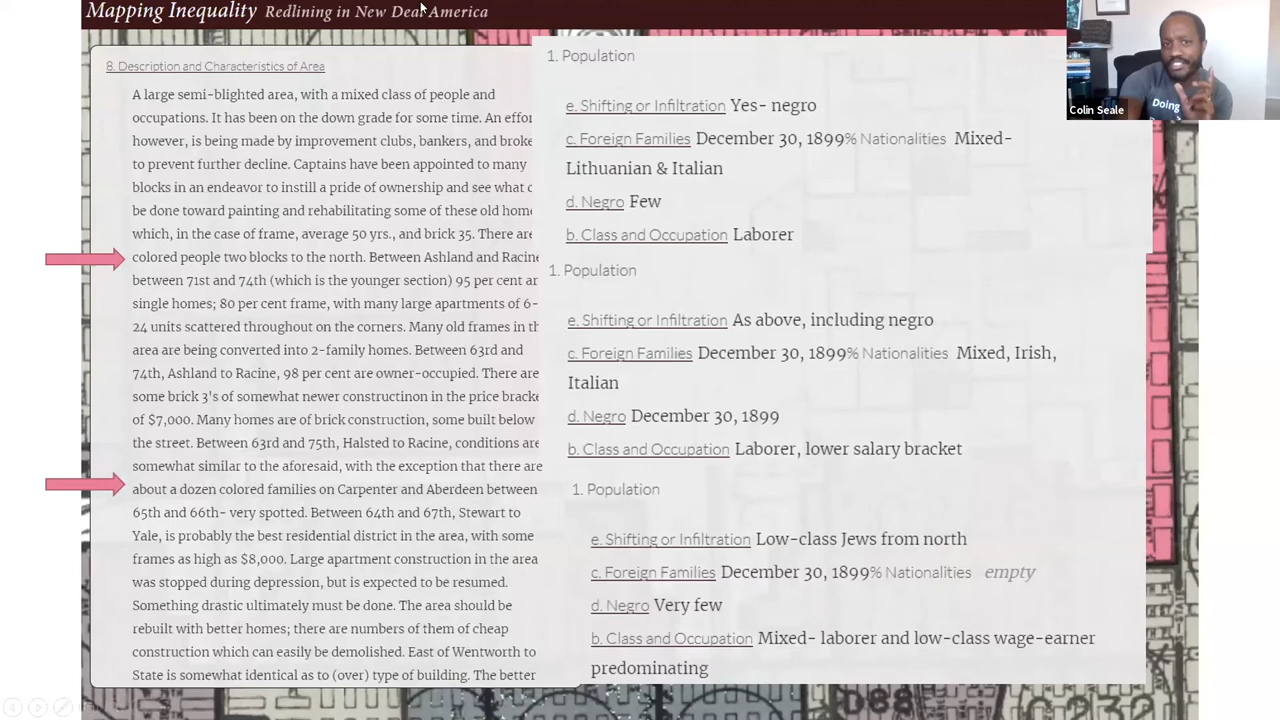 Mapping Inequality Redlining in New Deal America
8. Description and Characteristics of Area
A large semi-blighted area, with a mixed class of people and
occupations. It has been on the down grade for some time. An effor
however, is being made by improvement clubs, bankers, and broke
to prevent further decline. Captains have been appointed to many
blocks in an endeavor to instill a pride of ownership and see what c
be done toward painting and rehabilitating some of these old hom
which, in the case of frame, average 50 yrs., and brick 35. There are
colored people two blocks to the north. Between Ashland and Racine
between 71st and 74th (which is the younger section) 95 per cent ar
single homes; 80 per cent frame, with many large apartments of 6-
24 units scattered throughout on the corners. Many old frames in th
area are being converted into 2-family homes. Between 63rd and
74th, Ashland to Racine, 98 per cent are owner-occupied. There are
some brick 3's of somewhat newer constructinon in the price bracke
of $7,000. Many homes are of brick construction, some built below
the street. Between 63rd and 75th, Halsted to Racine, conditions are
somewhat similar to the aforesaid, with the exception that there are
about a dozen colored families on Carpenter and Aberdeen between
65th and 66th- very spotted. Between 64th and 67th, Stewart to
Yale, is probably the best residential district in the area, with some
frames as high as $8,000. Large apartment construction in the area
was stopped during depression, but is expected to be resumed.
Something drastic ultimately must be done. The area should be
rebuilt with better homes; there are numbers of them of cheap
construction which can easily be demolished. East of Wentworth to
State is somewhat identical as to (over) type of building. The better
1. Population
e. Shifting or Infiltration Yes- negro
c. Foreign Families December 30, 1899% Nationalities Mixed-
Lithuanian & Italian
d. Negro Few
b. Class and Occupation Laborer
1. Population
e. Shifting or Infiltration As above, including negro
c. Foreign Families December 30, 1899% Nationalities Mixed, Irish,
Italian
d. Negro December 30, 1899
b. Class and Occupation Laborer, lower salary bracket
1. Population
e. Shifting or Infiltration Low-class Jews from north
c. Foreign Families December 30, 1899% Nationalities empty
d. Negro Very few
b. Class and Occupation Mixed- laborer and low-class wage-earner
predominating
Doing
Colin Seale
D88